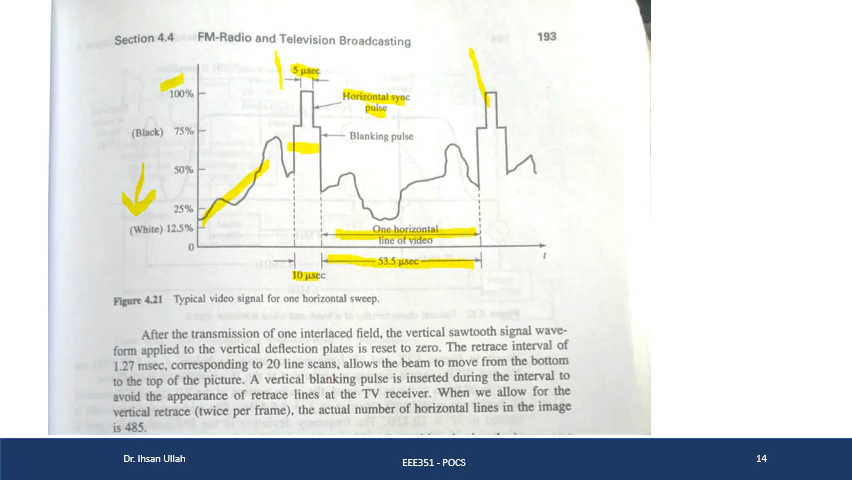 Section 4.4 FM-Radio and Television Broadcasting 193
5 μsec
100%
Horizontal sync
pulse
(Black) 75%
Blanking pulse
50%
25%
(White) 12.5%
One horizontal
line of video
0
t
53.5 μsec
10 μsec
Figure 4.21 Typical video signal for one horizontal sweep.
After the transmission of one interlaced field, the vertical sawtooth signal wave-
form applied to the vertical deflection plates is reset to zero. The retrace interval of
1.27 msec, corresponding to 20 line scans, allows the beam to move from the bottom
to the top of the picture. A vertical blanking pulse is inserted during the interval to
avoid the appearance of retrace lines at the TV receiver. When we allow for the
vertical retrace (twice per frame), the actual number of horizontal lines in the image
is 485.
Dr. Ihsan Ullah
EEE351 - POCS
14